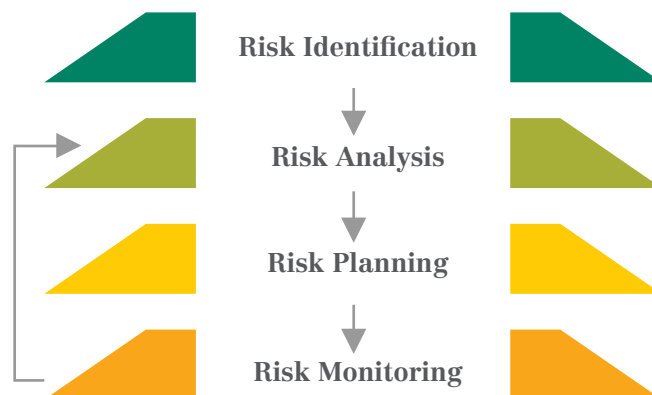 Risk Identification
Risk Analysis
Risk Planning
Risk Monitoring